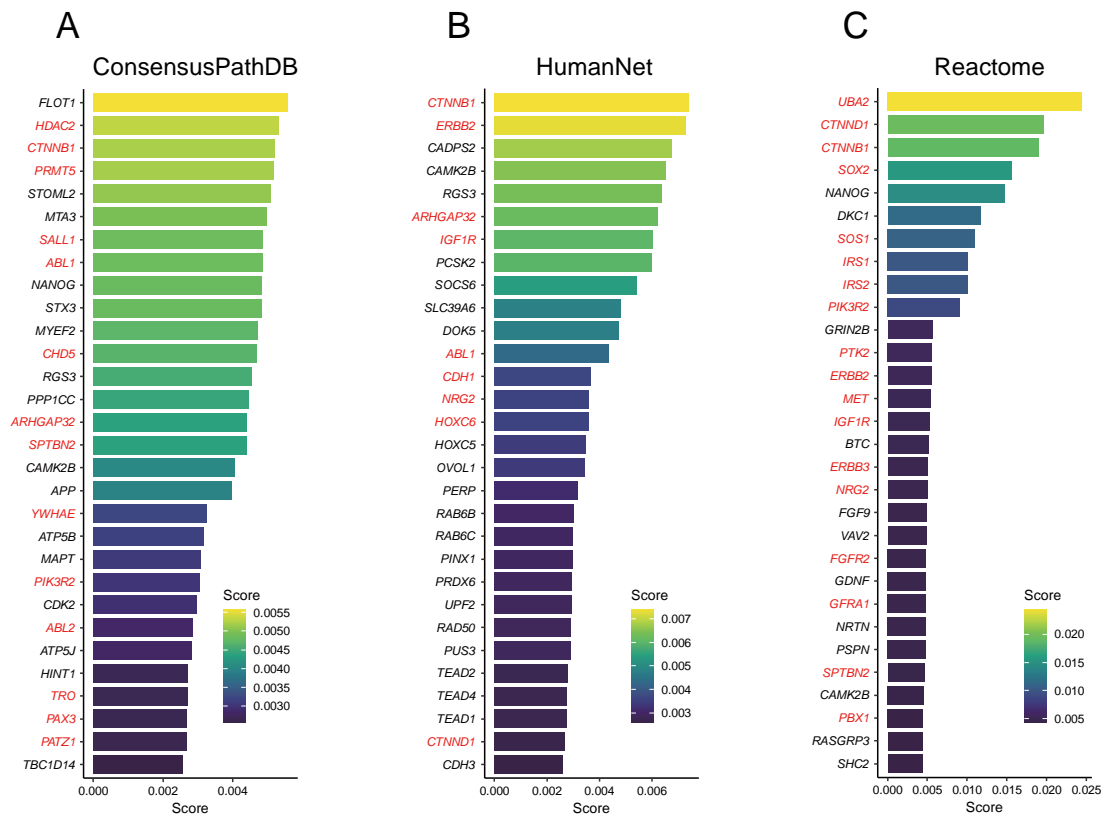 A
ConsensusPathDB
FLOT1
HDAC2
CTNNB1
PRMT5
STOML2
MTA3
SALL1
ABL1
NANOG
STX3
MYEF2
CHD5
RGS3
PPP1CC
ARHGAP32
SPTBN2
CAMK2B
APP
YWHAE
ATP5B
MAPT
PIK3R2
CDK2
ABL2
ATP5J
HINT1
TRO
PAX3
PATZ1
TBC1D14
0.000 0.002 0.004
Score
Score
0.0055
0.0050
0.0045
0.0040
0.0035
0.0030
B
HumanNet
CTNNB1
ERBB2
CADPS2
CAMK2B
RGS3
ARHGAP32
IGF1R
PCSK2
SOCS6
SLC39A6
DOK5
ABL1
CDH1
NRG2
HOXC6
HOXC5
OVOL1
PERP
RAB6B
RAB6C
PINX1
PRDX6
UPF2
RAD50
PUS3
TEAD2
TEAD4
TEAD1
CTNND1
CDH3
0.000 0.002 0.004 0.006
Score
Score
0.007
0.006
0.005
0.004
0.003
C
Reactome
UBA2
CTNND1
CTNNB1
SOX2
NANOG
DKC1
SOS1
IRS1
IRS2
PIK3R2
GRIN2B
PTK2
ERBB2
MET
IGF1R
BTC
ERBB3
NRG2
FGF9
VAV2
FGFR2
GDNF
GFRA1
NRTN
PSPN
SPTBN2
CAMK2B
PBX1
RASGRP3
SHC2
0.000 0.005 0.010 0.015 0.020 0.025
Score
Score
0.020
0.015
0.010
0.005